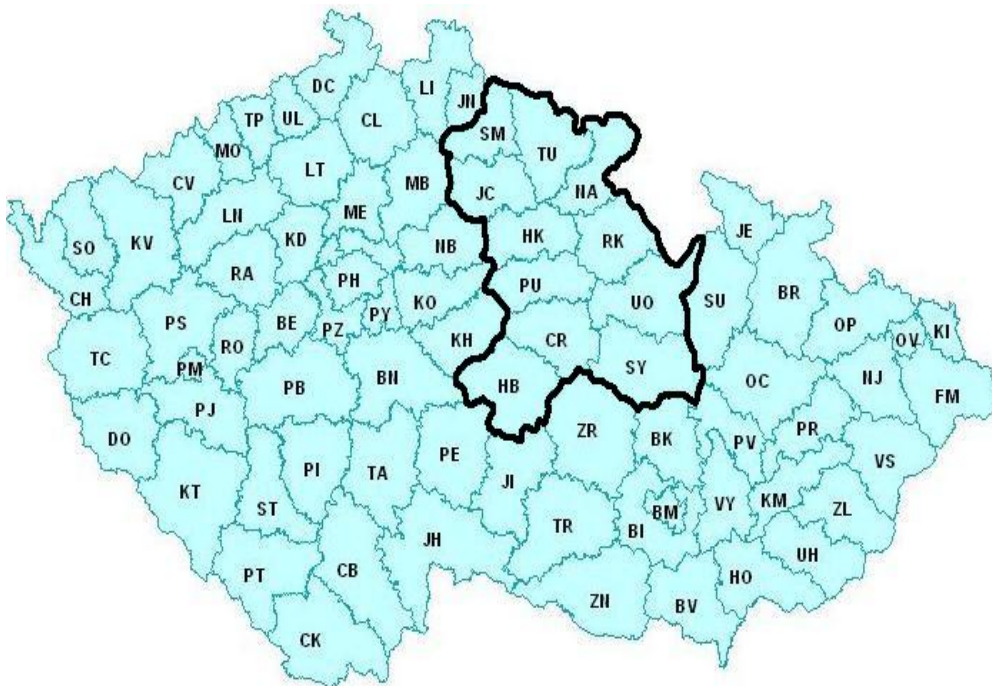 DC
LI
JN
TP
UL
CL
SM
MO
TU
CV
LT
MB
JC
NA
LN
ME
SO
KV
KD
NB
HK
RK
JE
RA
PH
PU
CH
KO
UO
SU
BR
PS
BE
PY
PZ
TC
RO
KH
CR
OP
KI
OV
PM
BN
SY
HB
OC
NJ
PB
FM
PJ
DO
ZR
BK
PV
PR
PE
PI
TA
VS
KT
JI
ST
BM
VY
KM
ZL
TR
BI
JH
UH
PT
CB
HO
ZN
BV
CK